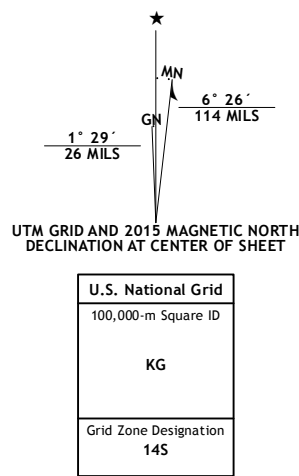 ★
MN
GN
6° 26´
114 MILS
1° 29´
26 MILS
UTM GRID AND 2015 MAGNETIC NORTH
DECLINATION AT CENTER OF SHEET
U.S. National Grid
100,000-m Square ID
KG
Grid Zone Designation
14S